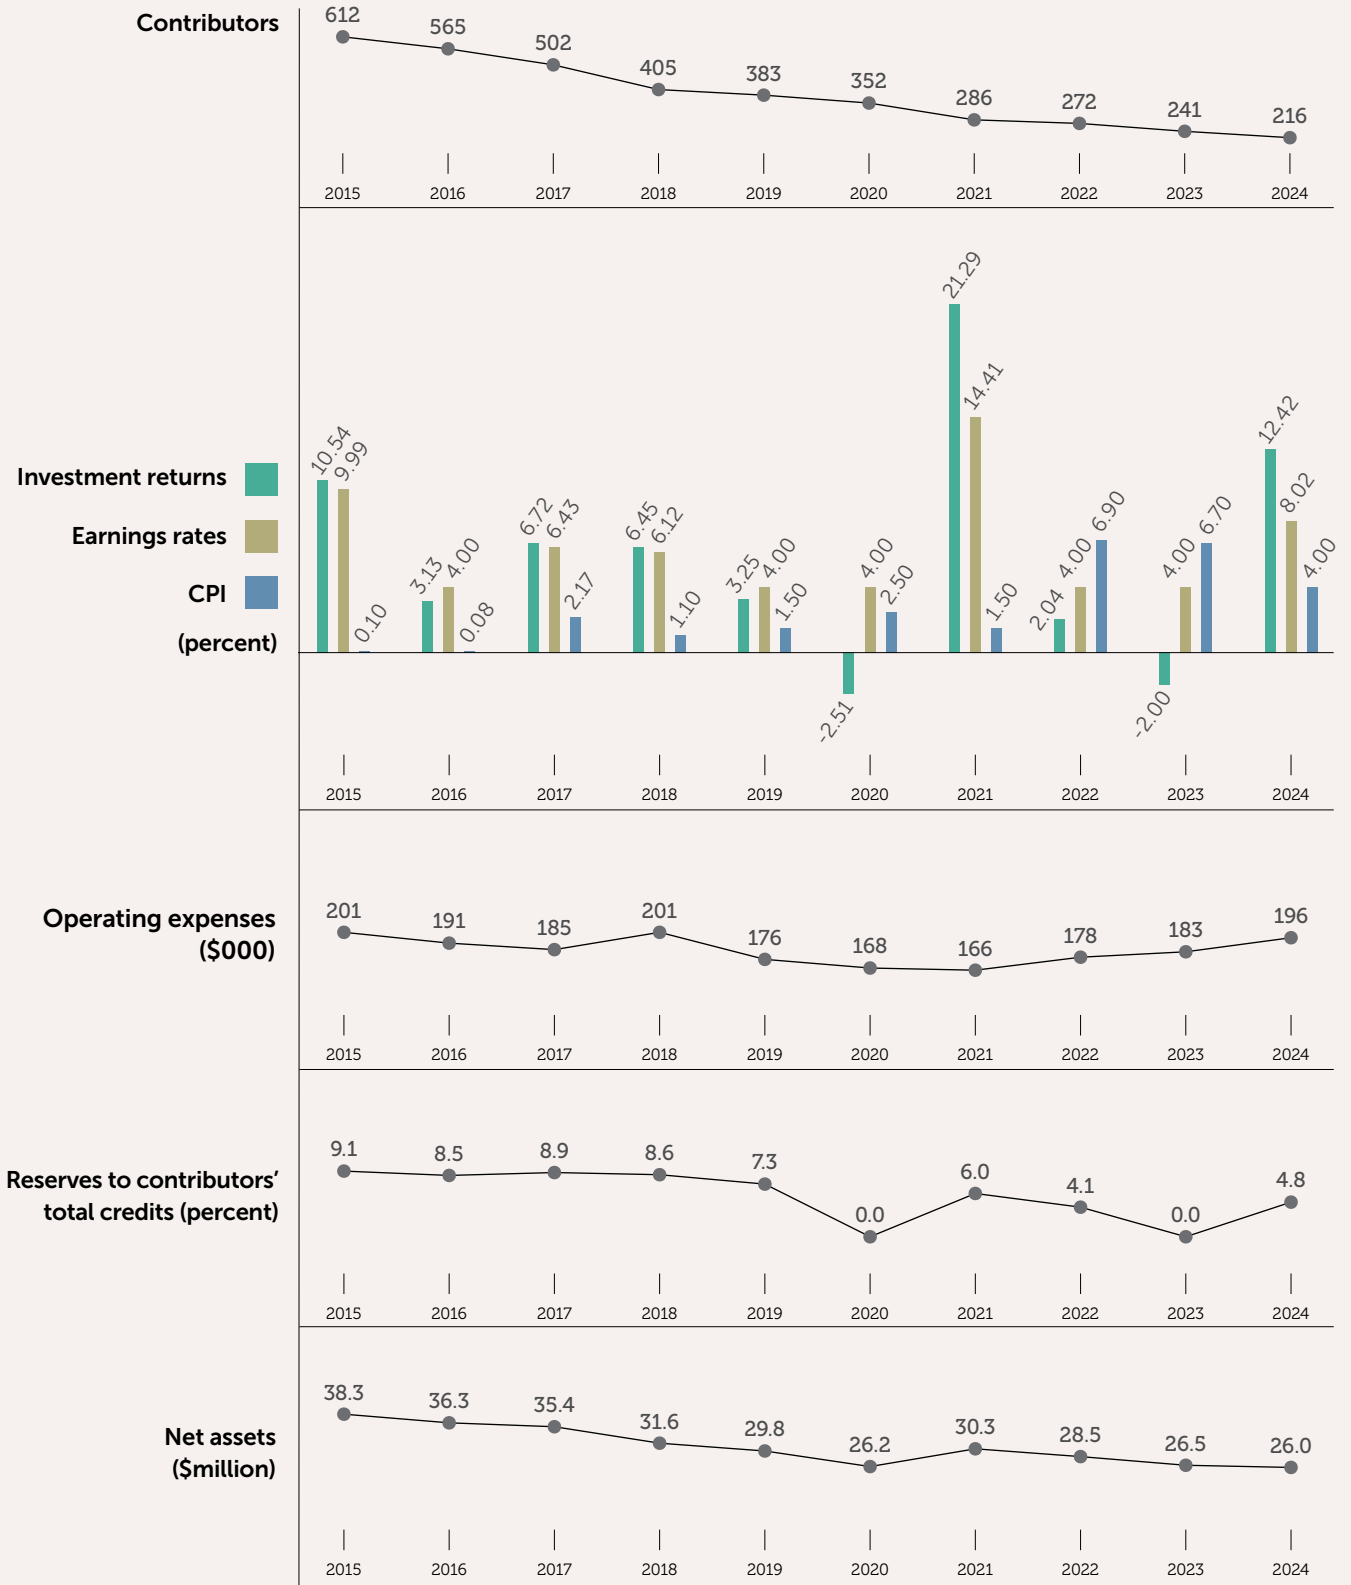 Contributors
612 565 502 405 383 352 286 272 241 216
2015 2016 2017 2018 2019 2020 2021 2022 2023 2024
Investment returns
Earnings rates
CPI
(percent)
10.54 9.99 0.10 3.13 4.00 0.08 6.72 6.43 2.17 6.45 6.12 1.10 3.25 4.00 1.50 -2.51 4.00 2.50 21.29 14.41 1.50 2.04 4.00 6.90 -2.00 4.00 6.70 12.42 8.02 4.00
2015 2016 2017 2018 2019 2020 2021 2022 2023 2024
Operating expenses
($000)
201 191 185 201 176 168 166 178 183 196
2015 2016 2017 2018 2019 2020 2021 2022 2023 2024
Reserves to contributors’
total credits (percent)
9.1 8.5 8.9 8.6 7.3 0.0 6.0 4.1 0.0 4.8
2015 2016 2017 2018 2019 2020 2021 2022 2023 2024
Net assets
($million)
38.3 36.3 35.4 31.6 29.8 26.2 30.3 28.5 26.5 26.0
2015 2016 2017 2018 2019 2020 2021 2022 2023 2024